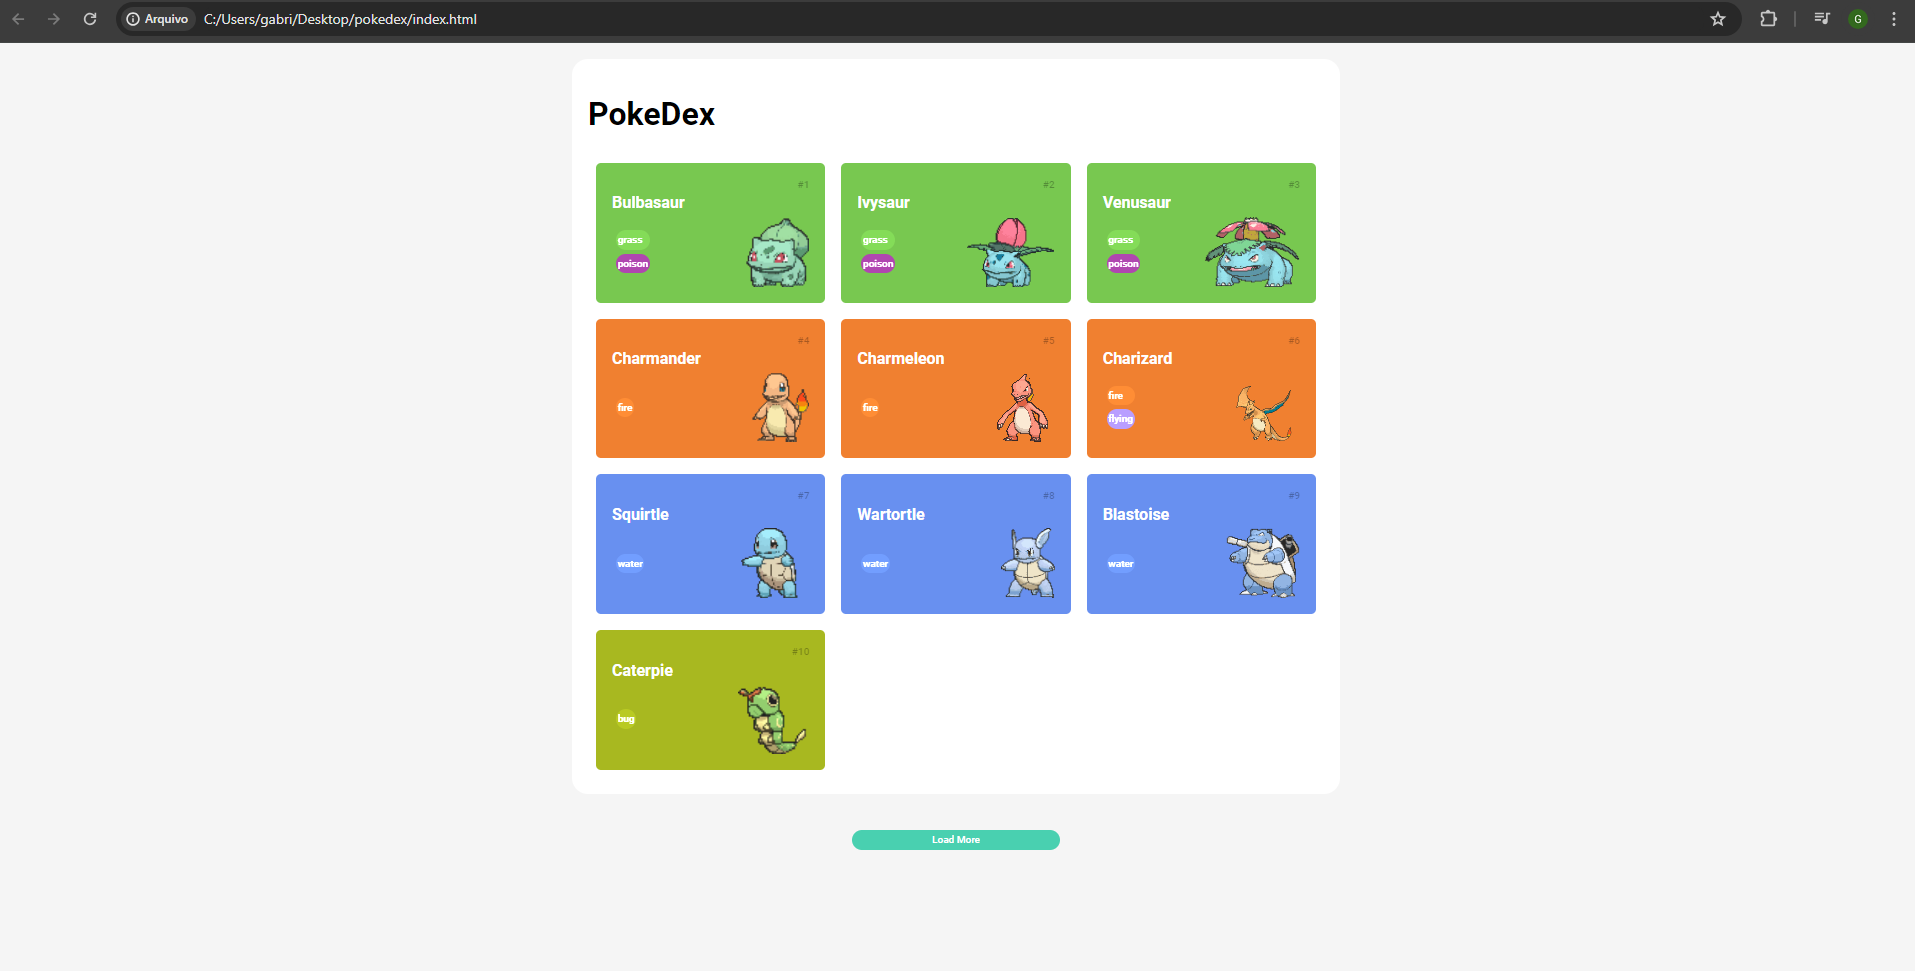 Arquivo C:/Users/gabri/Desktop/pokedex/index.html G
PokeDex
#1 #2 #3
Bulbasaur Ivysaur Venusaur
grass grass grass
poison poison poison
#4 #5 #6
Charmander Charmeleon Charizard
fire
fire fire
flying
#7 #8 #9
Squirtle Wartortle Blastoise
water water water
#10
Caterpie
bug
Load More